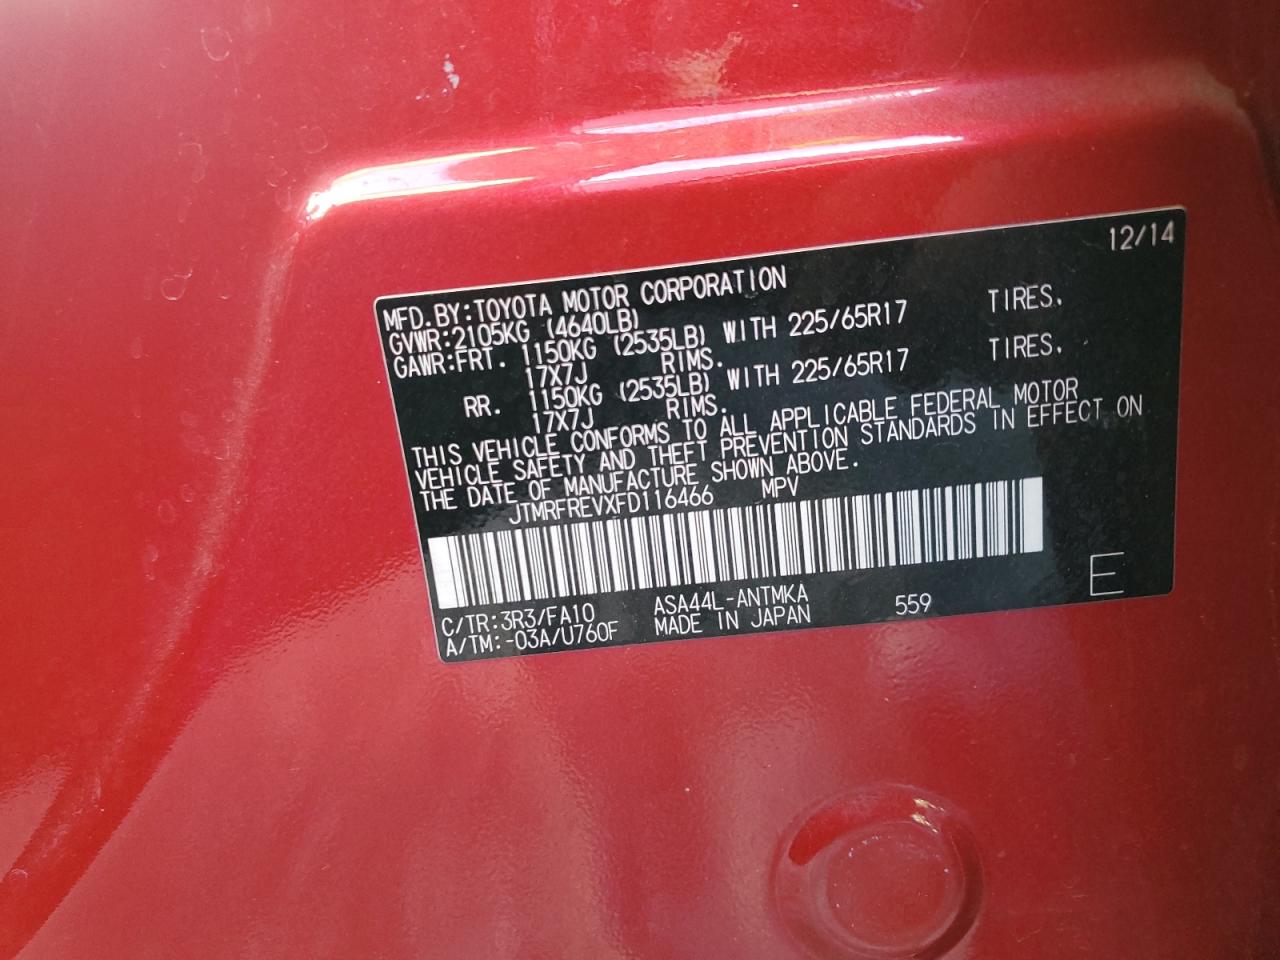 12/14
MFD.BY:TOYOTA MOTOR CORPORATION
GVWR:2105KG (4640LB)
GAWR:FRT. 1150KG (2535LB) WITH 225/65R17 TIRES.
17X7J RIMS.
RR. 1150KG (2535LB) WITH 225/65R17 TIRES.
17X7J RIMS.
THIS VEHICLE CONFORMS TO ALL APPLICABLE FEDERAL MOTOR
VEHICLE SAFETY AND THEFT PREVENTION STANDARDS IN EFFECT ON
THE DATE OF MANUFACTURE SHOWN ABOVE.
JTMRFREVXFD116466 MPV
C/TR:3R3/FA10 ASA44L-ANTMKA 559 E
A/TM:-03A/U760F MADE IN JAPAN